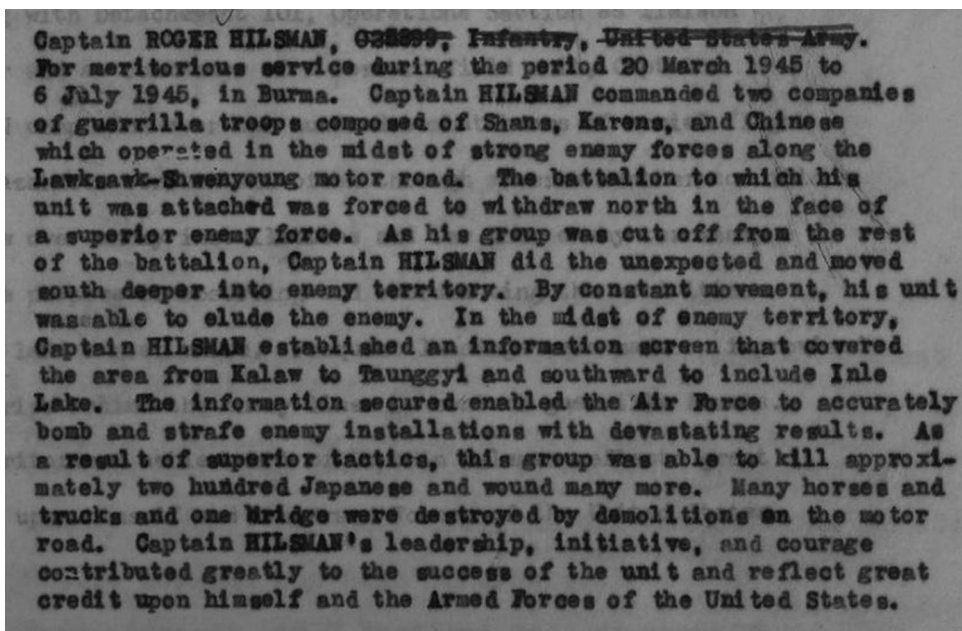 with Detachment 101, Operations Section as liaison
Captain ROGER HILSMAN, Infantry, United States Army.
For meritorious service during the period 20 March 1945 to
6 July 1945, in Burma. Captain HILSMAN commanded two companies
of guerrilla troops composed of Shans, Karens, and Chinese
which operated in the midst of strong enemy forces along the
Lawksawk-Shwenyoung motor road. The battalion to which his
unit was attached was forced to withdraw north in the face of
a superior enemy force. As his group was cut off from the rest
of the battalion, Captain HILSMAN did the unexpected and moved
south deeper into enemy territory. By constant movement, his unit
was able to elude the enemy. In the midst of enemy territory,
Captain HILSMAN established an information screen that covered
the area from Kalaw to Taunggyi and southward to include Inle
Lake. The information secured enabled the Air Force to accurately
bomb and strafe enemy installations with devastating results. As
a result of superior tactics, this group was able to kill approxi-
mately two hundred Japanese and wound many more. Many horses and
trucks and one bridge were destroyed by demolitions on the motor
road. Captain HILSMAN's leadership, initiative, and courage
contributed greatly to the success of the unit and reflect great
credit upon himself and the Armed Forces of the United States.